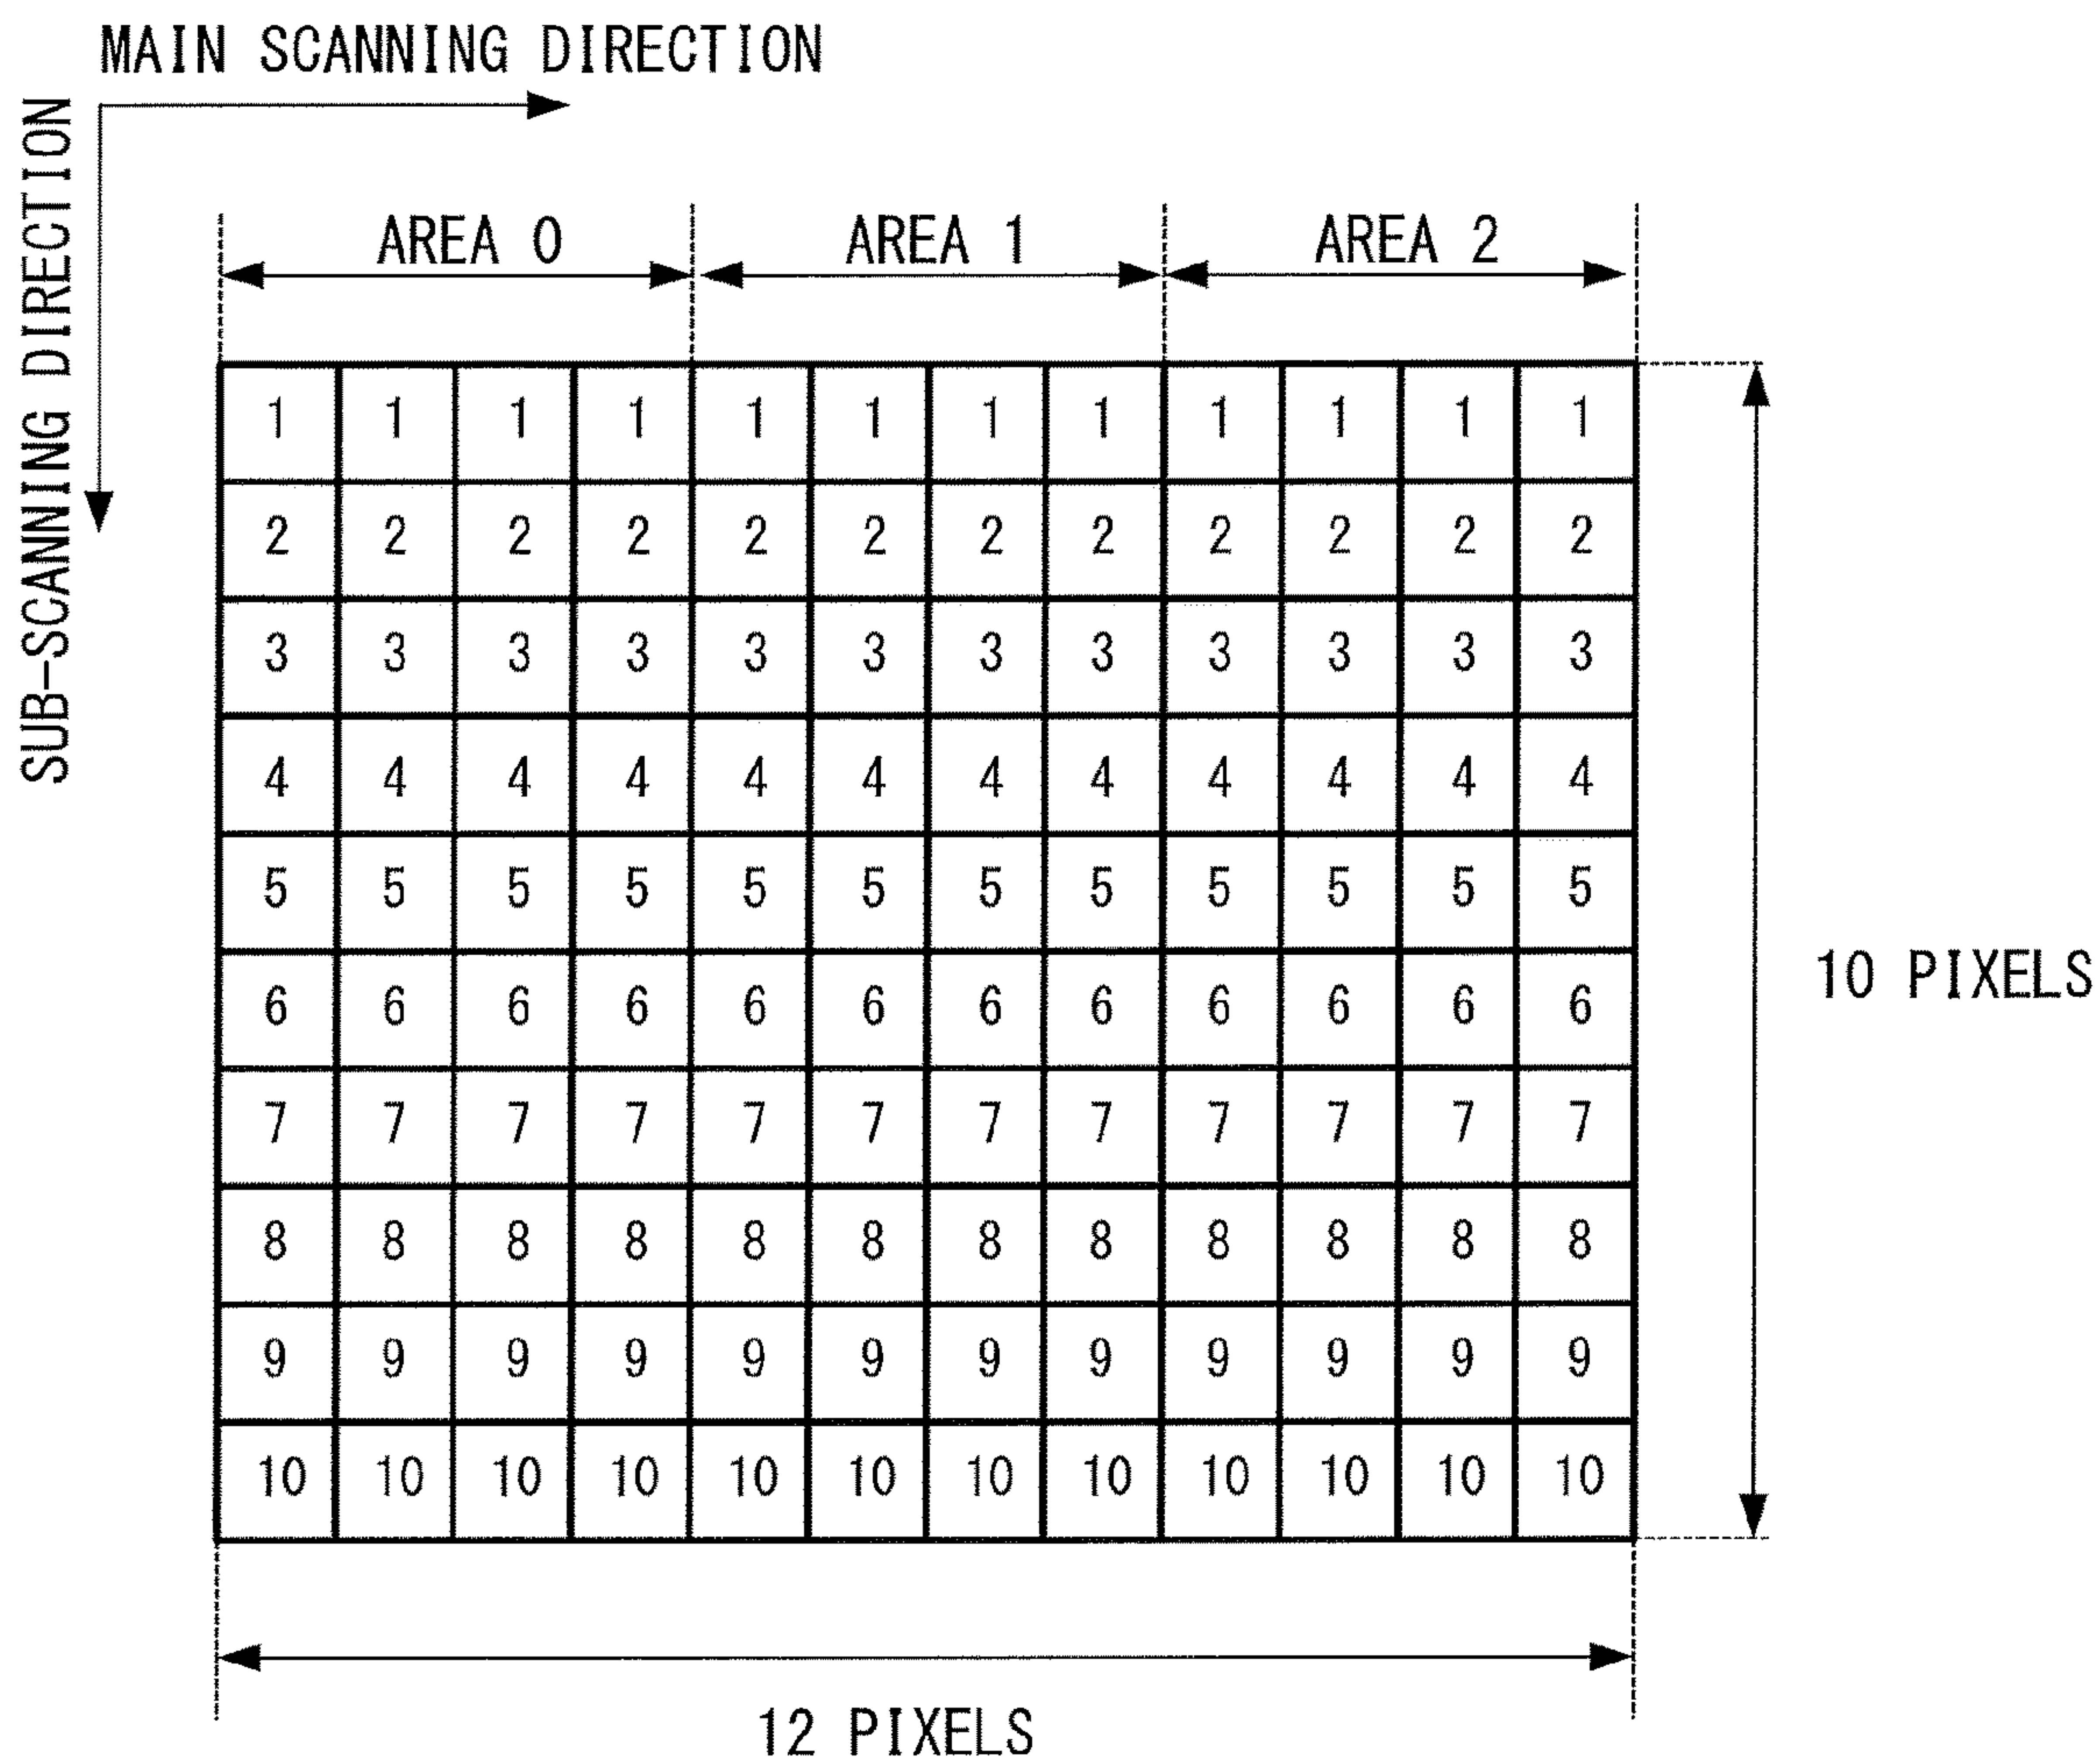 MAIN SCANNING DIRECTION
SUB-SCANNING DIRECTION
AREA 0 AREA 1 AREA 2
1 1 1 1 1 1 1 1 1 1 1 1
2 2 2 2 2 2 2 2 2 2 2 2
3 3 3 3 3 3 3 3 3 3 3 3
4 4 4 4 4 4 4 4 4 4 4 4
5 5 5 5 5 5 5 5 5 5 5 5
6 6 6 6 6 6 6 6 6 6 6 6
7 7 7 7 7 7 7 7 7 7 7 7
8 8 8 8 8 8 8 8 8 8 8 8
9 9 9 9 9 9 9 9 9 9 9 9
10 10 10 10 10 10 10 10 10 10 10 10
10 PIXELS
12 PIXELS